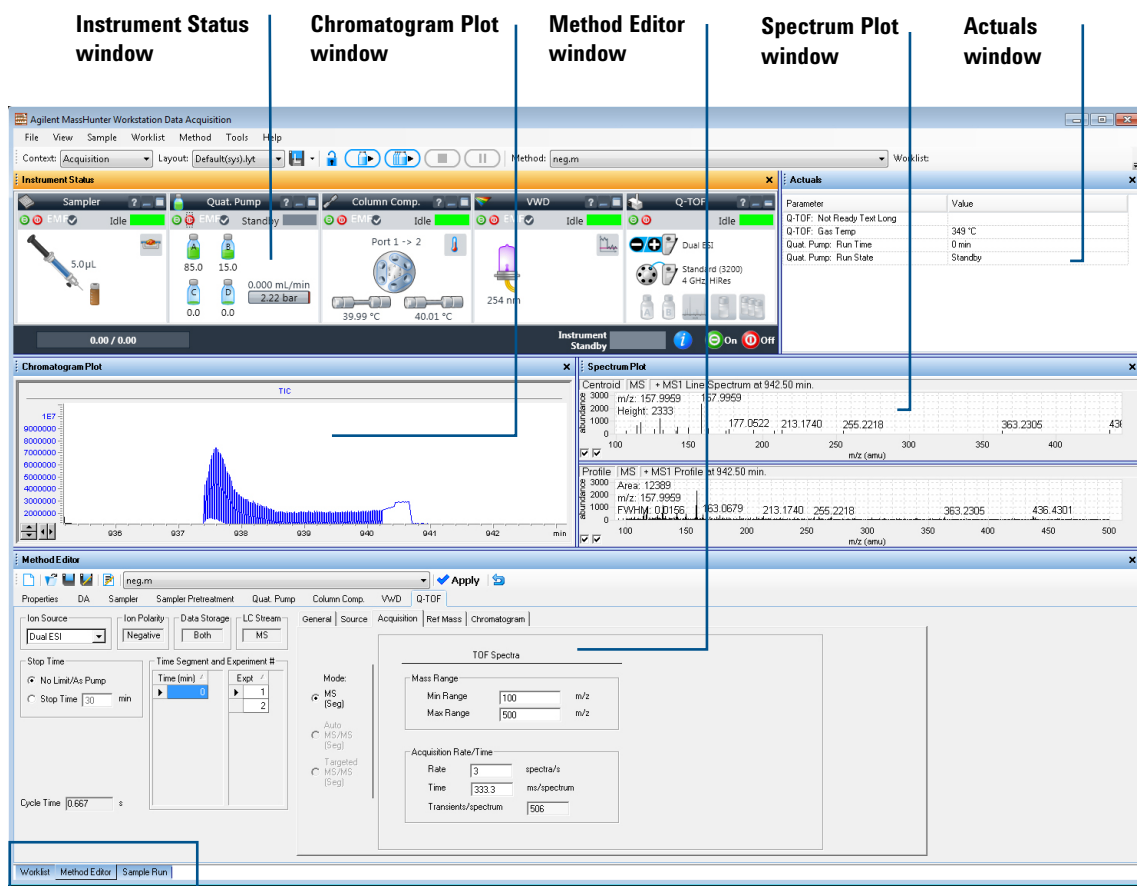 Instrument Status window
Chromatogram Plot window
Method Editor window
Spectrum Plot window
Actuals window
Agilent MassHunter Workstation Data Acquisition
File View Sample Worklist Method Tools Help
Context: Acquisition Layout: Default(sys).lyt Method: neg.m Worklist:
Instrument Status
Sampler ? Quat. Pump ? Column Comp. ? VWD ? Q-TOF ?
EMF Idle EMF Standby EMF Idle EMF Idle Idle
5.0µL
A B
85.0 15.0
C D
0.0 0.0
0.000 mL/min
2.22 bar
Port 1 -> 2
39.99 °C 40.01 °C
254 nm
Dual ESI
Standard (3200)
4 GHz HiRes
A B
0.00 / 0.00
Instrument Standby
i On Off
Actuals
Parameter Value
Q-TOF: Not Ready Text Long
Q-TOF: Gas Temp 349 °C
Quat. Pump: Run Time 0 min
Quat. Pump: Run State Standby
Chromatogram Plot
TIC
1E7
9000000
8000000
7000000
6000000
5000000
4000000
3000000
2000000
936 937 938 939 940 941 942 min
Spectrum Plot
Centroid MS + MS1 Line Spectrum at 942.50 min.
abundance
3000
2000
1000
0
m/z: 157.9959 157.9959
Height: 2333
177.0522 213.1740 255.2218 363.2305
100 150 200 250 300 350 400
m/z (amu)
Profile MS + MS1 Profile at 942.50 min.
abundance
3000
2000
1000
0
Area: 12389
m/z: 157.9959
FWHM: 0.0156 163.0679 213.1740 255.2218 363.2305 436.4301
100 150 200 250 300 350 400 450 500
m/z (amu)
Method Editor
neg.m Apply
Properties DA Sampler Sampler Pretreatment Quat. Pump Column Comp. VWD Q-TOF
Ion Source
Dual ESI
Ion Polarity
Negative
Data Storage
Both
LC Stream
MS
Stop Time
No Limit/As Pump
Stop Time 30 min
Time Segment and Experiment #
Time (min) Expt
0 1
2
Cycle Time 0.667 s
General Source Acquisition Ref Mass Chromatogram
Mode:
MS (Seg)
Auto MS/MS (Seg)
Targeted MS/MS (Seg)
TOF Spectra
Mass Range
Min Range 100 m/z
Max Range 500 m/z
Acquisition Rate/Time
Rate 3 spectra/s
Time 333.3 ms/spectrum
Transients/spectrum 506
Worklist Method Editor Sample Run